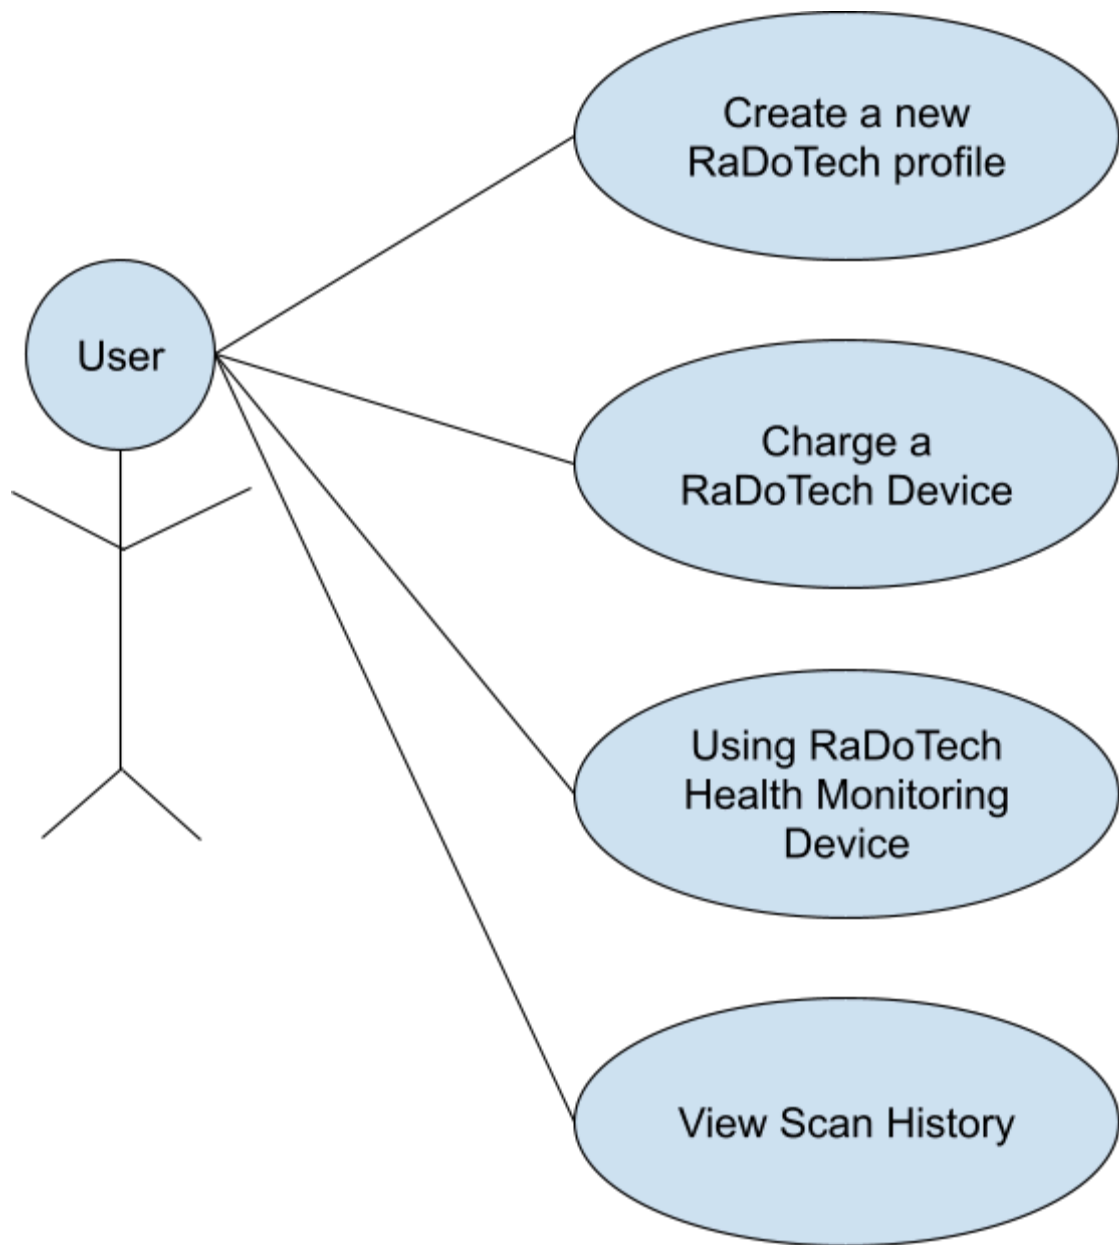 Create a new
RaDoTech profile
User
Charge a
RaDoTech Device
Using RaDoTech
Health Monitoring
Device
View Scan History